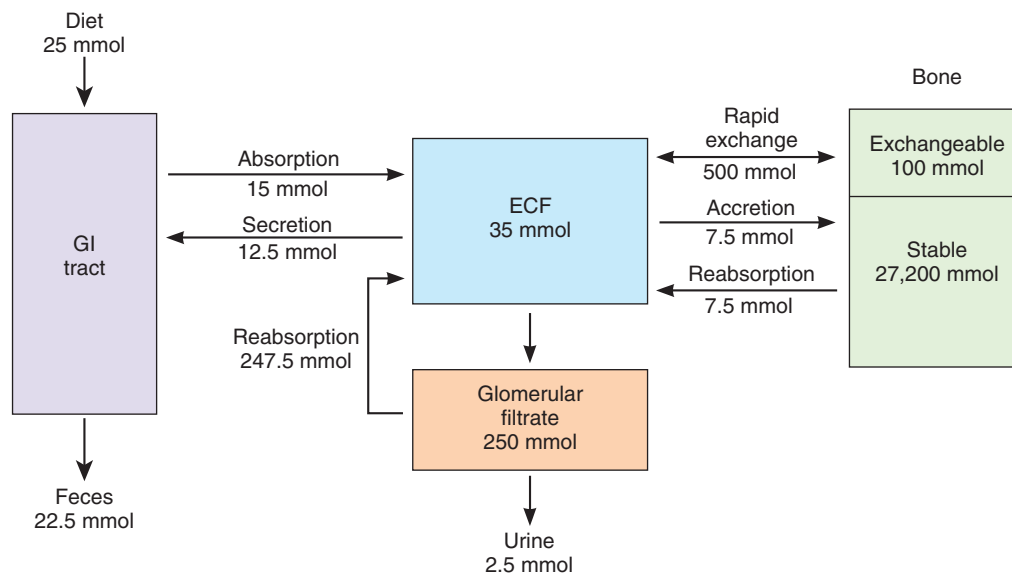 Diet
25 mmol
Bone
GI
tract
Absorption
15 mmol
Secretion
12.5 mmol
Reabsorption
247.5 mmol
ECF
35 mmol
Rapid
exchange
500 mmol
Accretion
7.5 mmol
Reabsorption
7.5 mmol
Exchangeable
100 mmol
Stable
27,200 mmol
Glomerular
filtrate
250 mmol
Feces
22.5 mmol
Urine
2.5 mmol